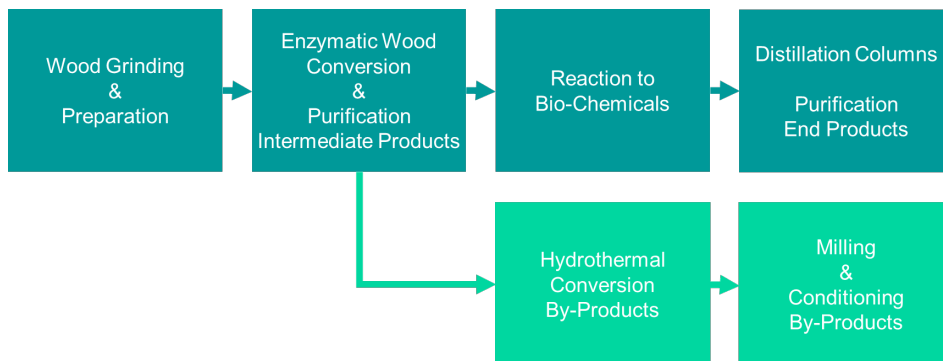 Wood Grinding
&
Preparation
Enzymatic Wood
Conversion
&
Purification
Intermediate Products
Reaction to
Bio-Chemicals
Distillation Columns
Purification
End Products
Hydrothermal
Conversion
By-Products
Milling
&
Conditioning
By-Products